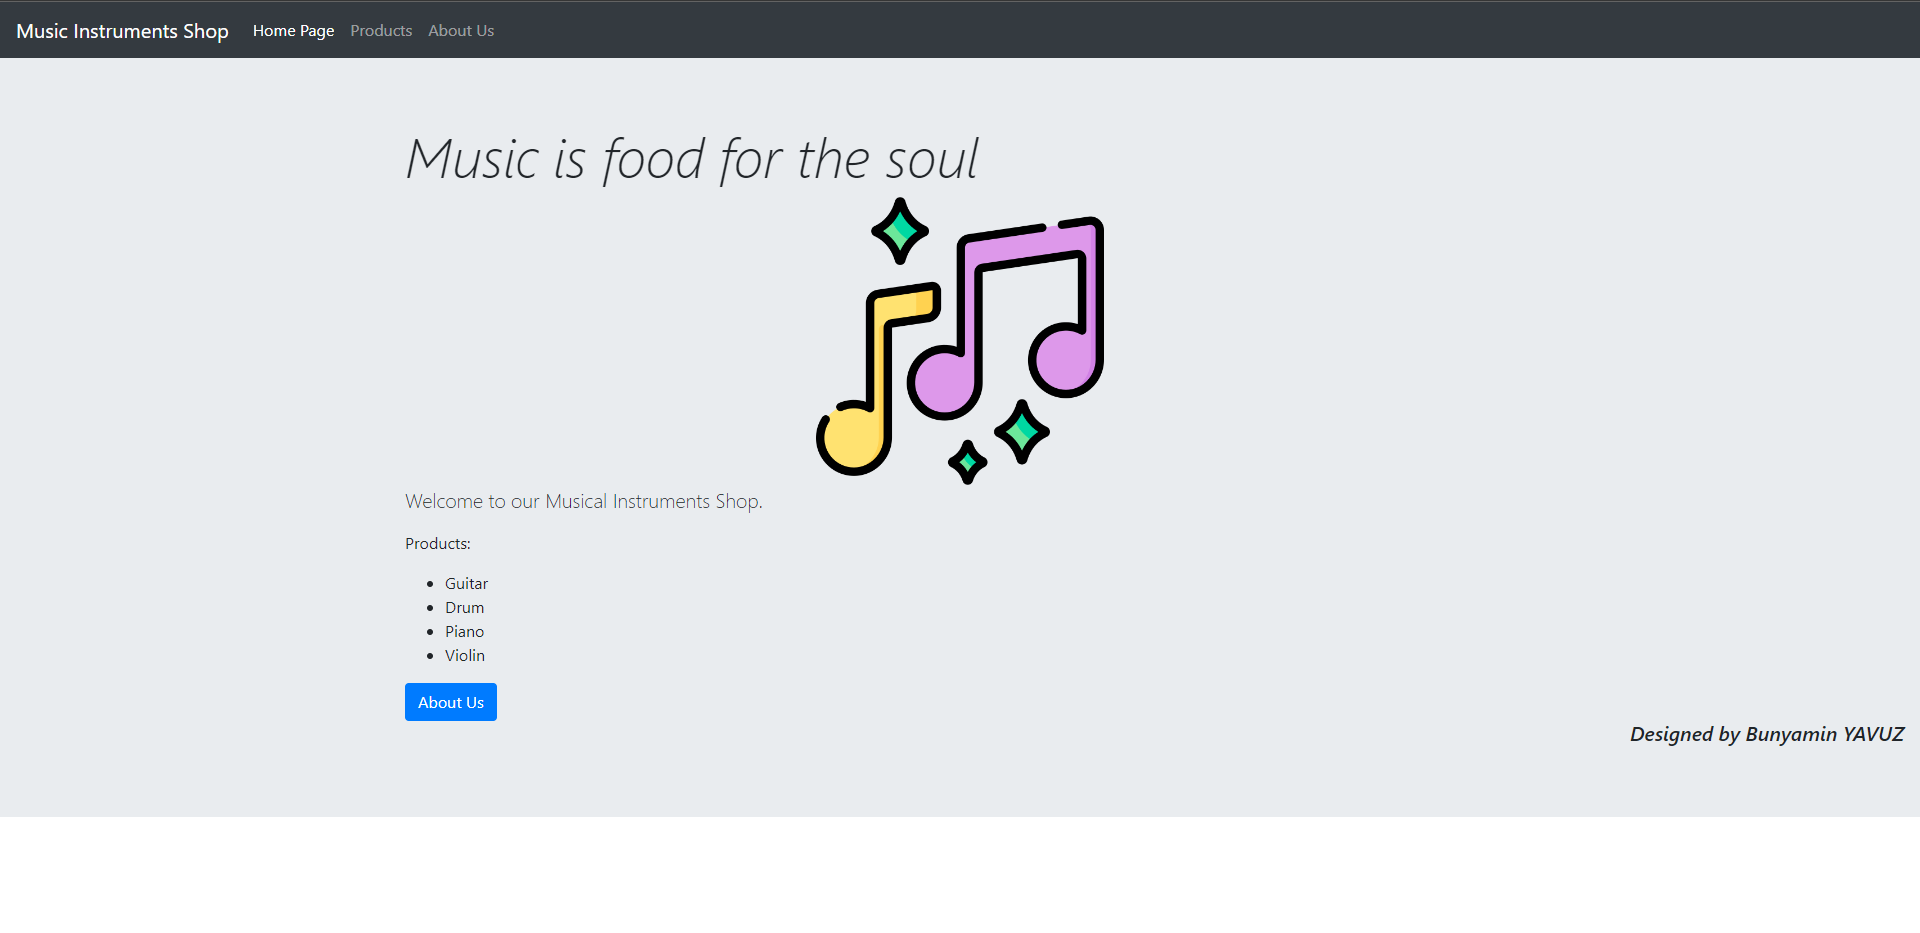 Music Instruments Shop Home Page Products About Us
Music is food for the soul
Welcome to our Musical Instruments Shop.
Products:
Guitar
Drum
Piano
Violin
About Us
Designed by Bunyamin YAVUZ